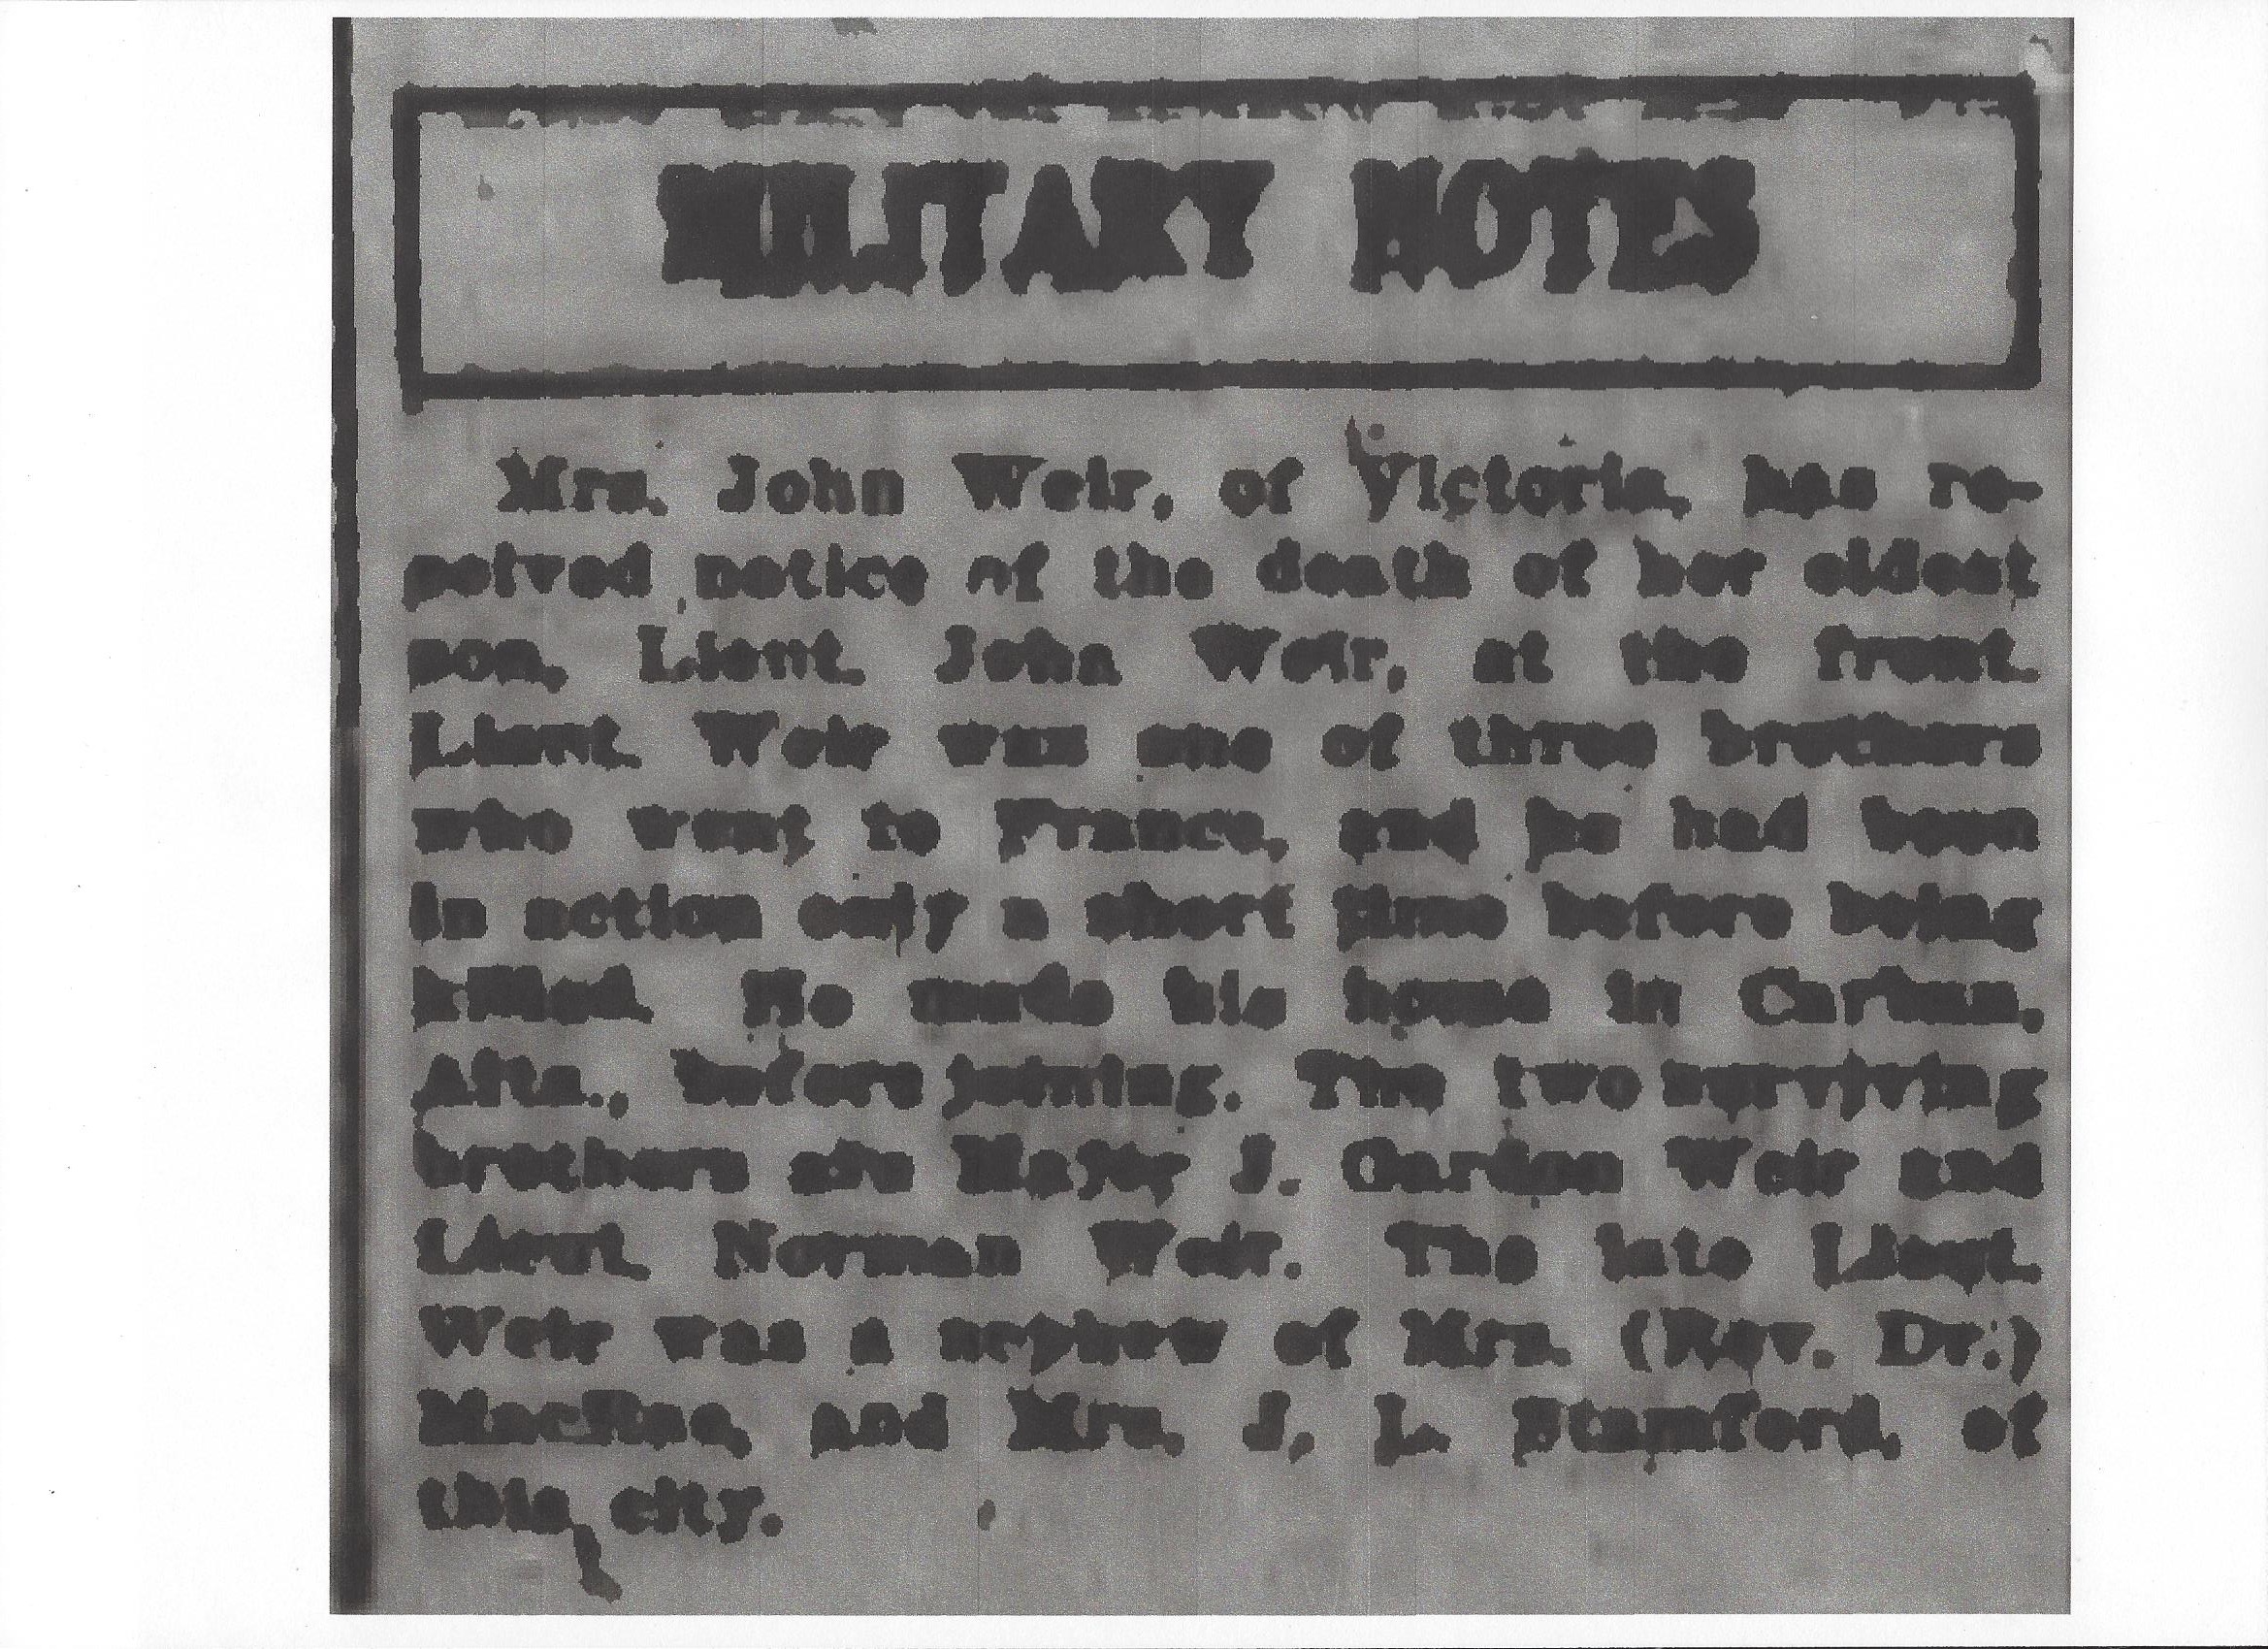 MILITARY NOTES
Mrs. John Weir, of Victoria, has re-
ceived notice of the death of her eldest
son, Lieut. John Weir, at the front.
Lieut. Weir was one of three brothers
who went to France, and he had been
in action only a short time before being
killed. He made his home in
Alta., before joining. The two surviving
brothers are Major J. Gordon Weir and
Lieut. Norman Weir. The late Lieut.
Weir was a nephew of Mrs. (Rev. Dr.)
MacRae, and Mrs. J. L. Stamford, of
this city.